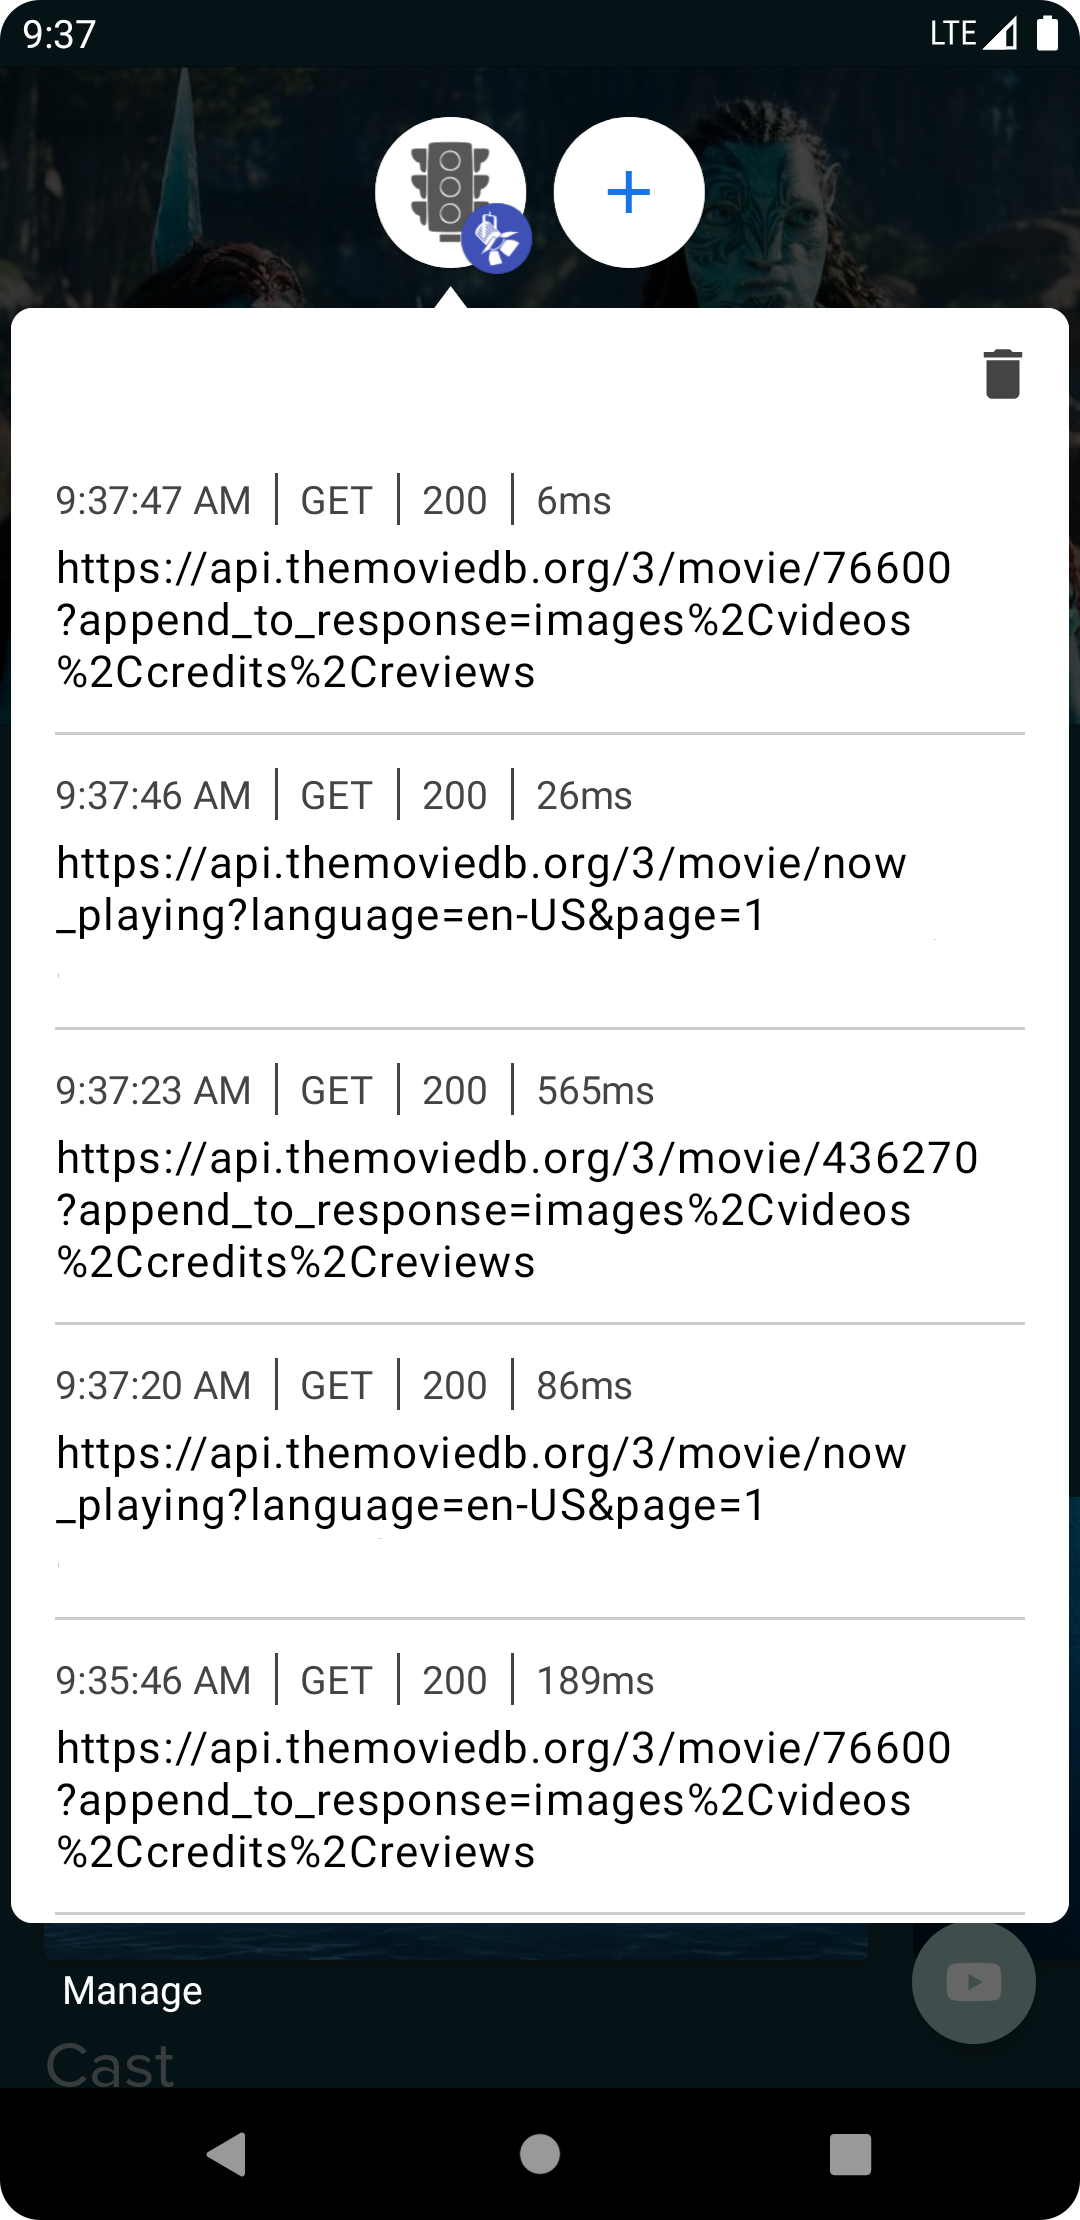 9:37
LTE
9:37:47 AM | GET | 200 | 6ms
https://api.themoviedb.org/3/movie/76600
?append_to_response=images%2Cvideos
%2Ccredits%2Creviews
9:37:46 AM | GET | 200 | 26ms
https://api.themoviedb.org/3/movie/now
_playing?language=en-US&page=1
9:37:23 AM | GET | 200 | 565ms
https://api.themoviedb.org/3/movie/436270
?append_to_response=images%2Cvideos
%2Ccredits%2Creviews
9:37:20 AM | GET | 200 | 86ms
https://api.themoviedb.org/3/movie/now
_playing?language=en-US&page=1
9:35:46 AM | GET | 200 | 189ms
https://api.themoviedb.org/3/movie/76600
?append_to_response=images%2Cvideos
%2Ccredits%2Creviews
Manage
Cast